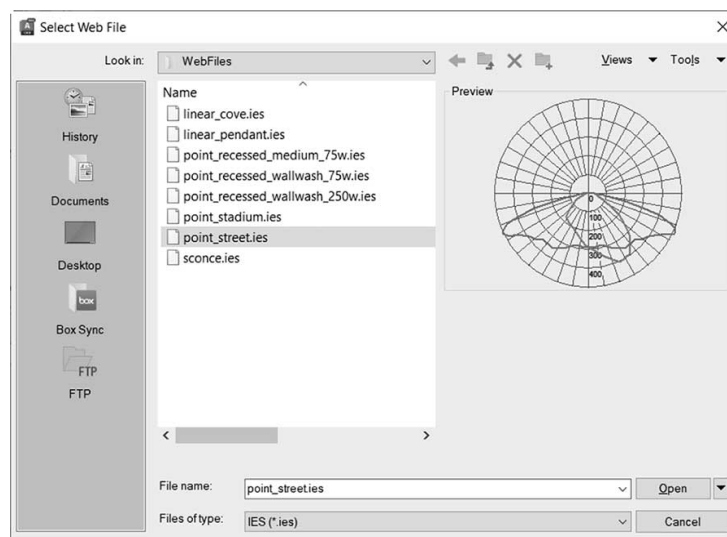 Select Web File
Look in:
WebFiles
Views
Tools
History
Documents
Desktop
box
Box Sync
FTP
FTP
Name
linear_cove.ies
linear_pendant.ies
point_recessed_medium_75w.ies
point_recessed_wallwash_75w.ies
point_recessed_wallwash_250w.ies
point_stadium.ies
point_street.ies
sconce.ies
Preview
0
100
200
300
400
File name:
point_street.ies
Open
Files of type:
IES (*.ies)
Cancel